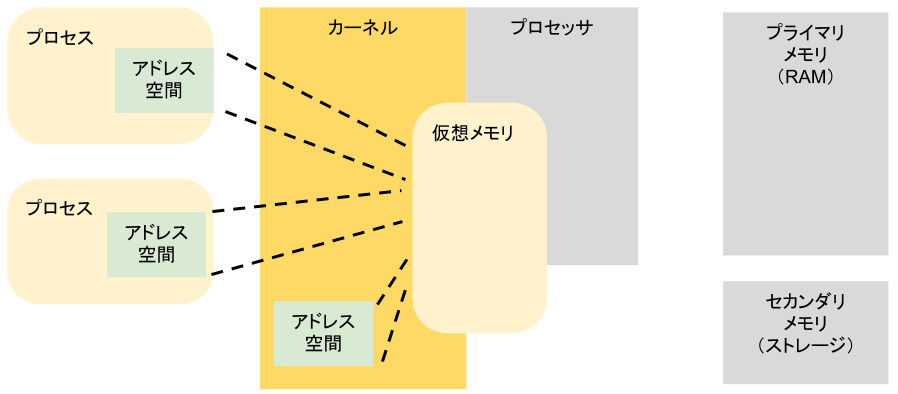 プロセス
アドレス
空間
プロセス
アドレス
空間
カーネル
アドレス
空間
プロセッサ
仮想メモリ
プライマリ
メモリ
（RAM）
セカンダリ
メモリ
（ストレージ）